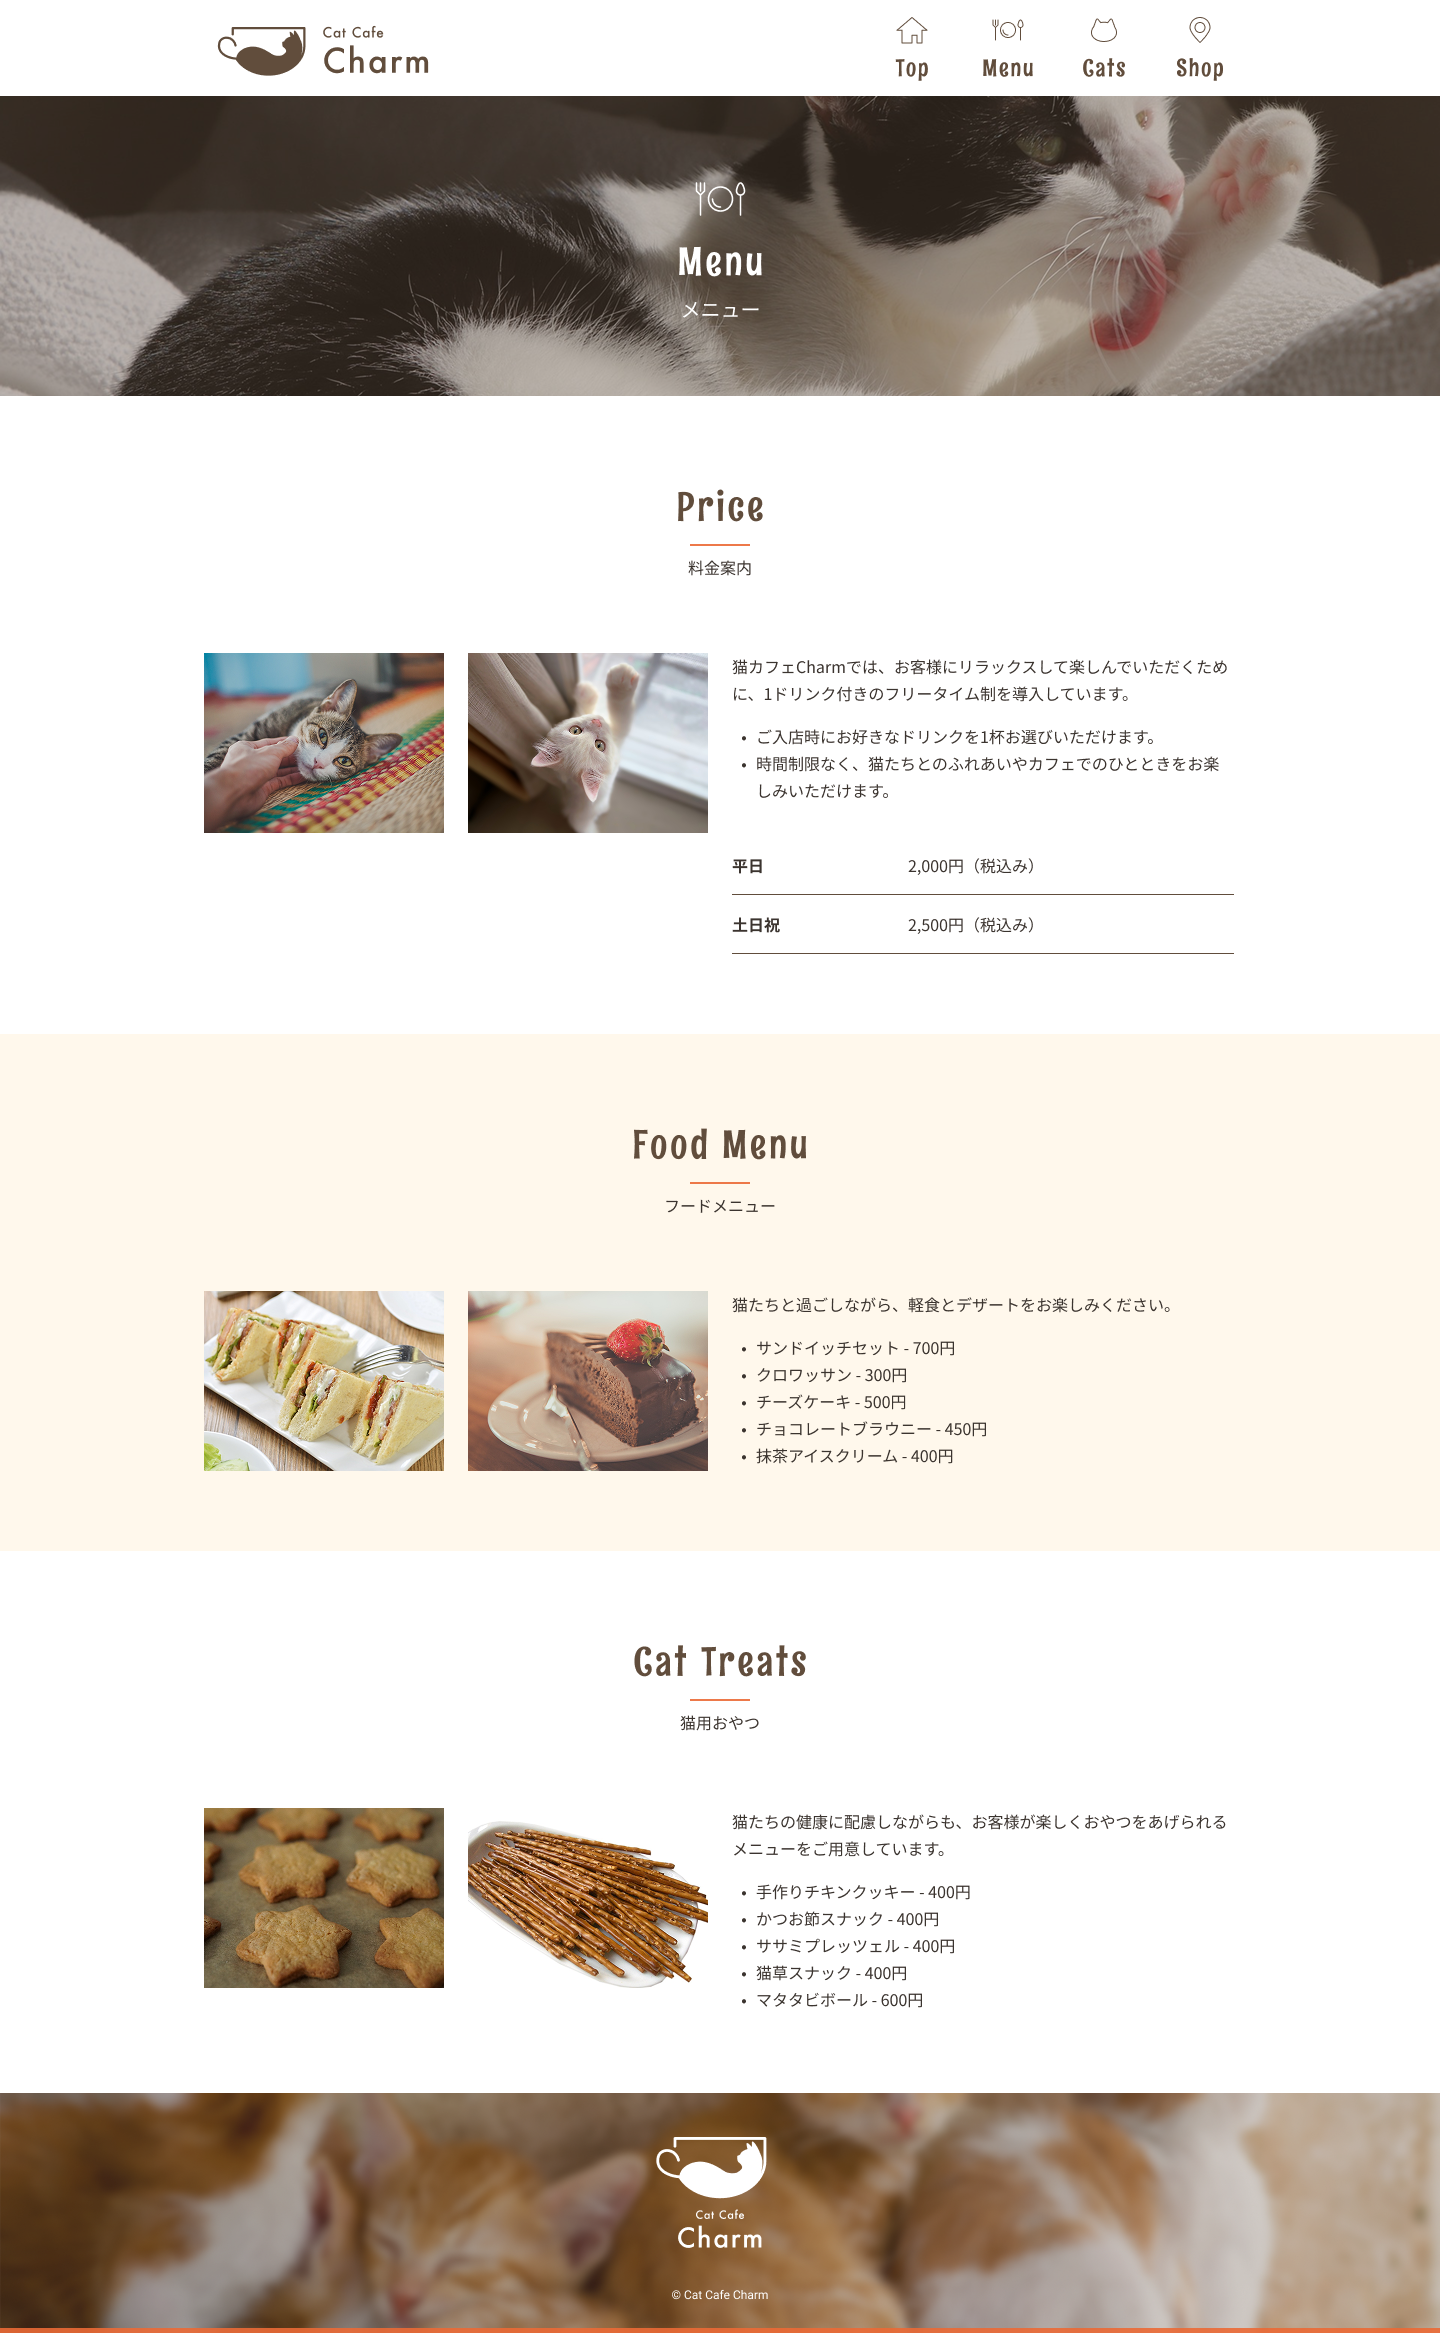 Cat Cafe
Charm
Top
Menu
Cats
Shop
Menu
メニュー
Price
料金案内
猫カフェCharmでは、お客様にリラックスして楽しんでいただくため
に、1ドリンク付きのフリータイム制を導入しています。
• ご入店時にお好きなドリンクを1杯お選びいただけます。
• 時間制限なく、猫たちとのふれあいやカフェでのひとときをお楽
しみいただけます。
平日 2,000円（税込み）
土日祝 2,500円（税込み）
Food Menu
フードメニュー
猫たちと過ごしながら、軽食とデザートをお楽しみください。
• サンドイッチセット - 700円
• クロワッサン - 300円
• チーズケーキ - 500円
• チョコレートブラウニー - 450円
• 抹茶アイスクリーム - 400円
Cat Treats
猫用おやつ
猫たちの健康に配慮しながらも、お客様が楽しくおやつをあげられる
メニューをご用意しています。
• 手作りチキンクッキー - 400円
• かつお節スナック - 400円
• ササミプレッツェル - 400円
• 猫草スナック - 400円
• マタタビボール - 600円
Cat Cafe
Charm
© Cat Cafe Charm